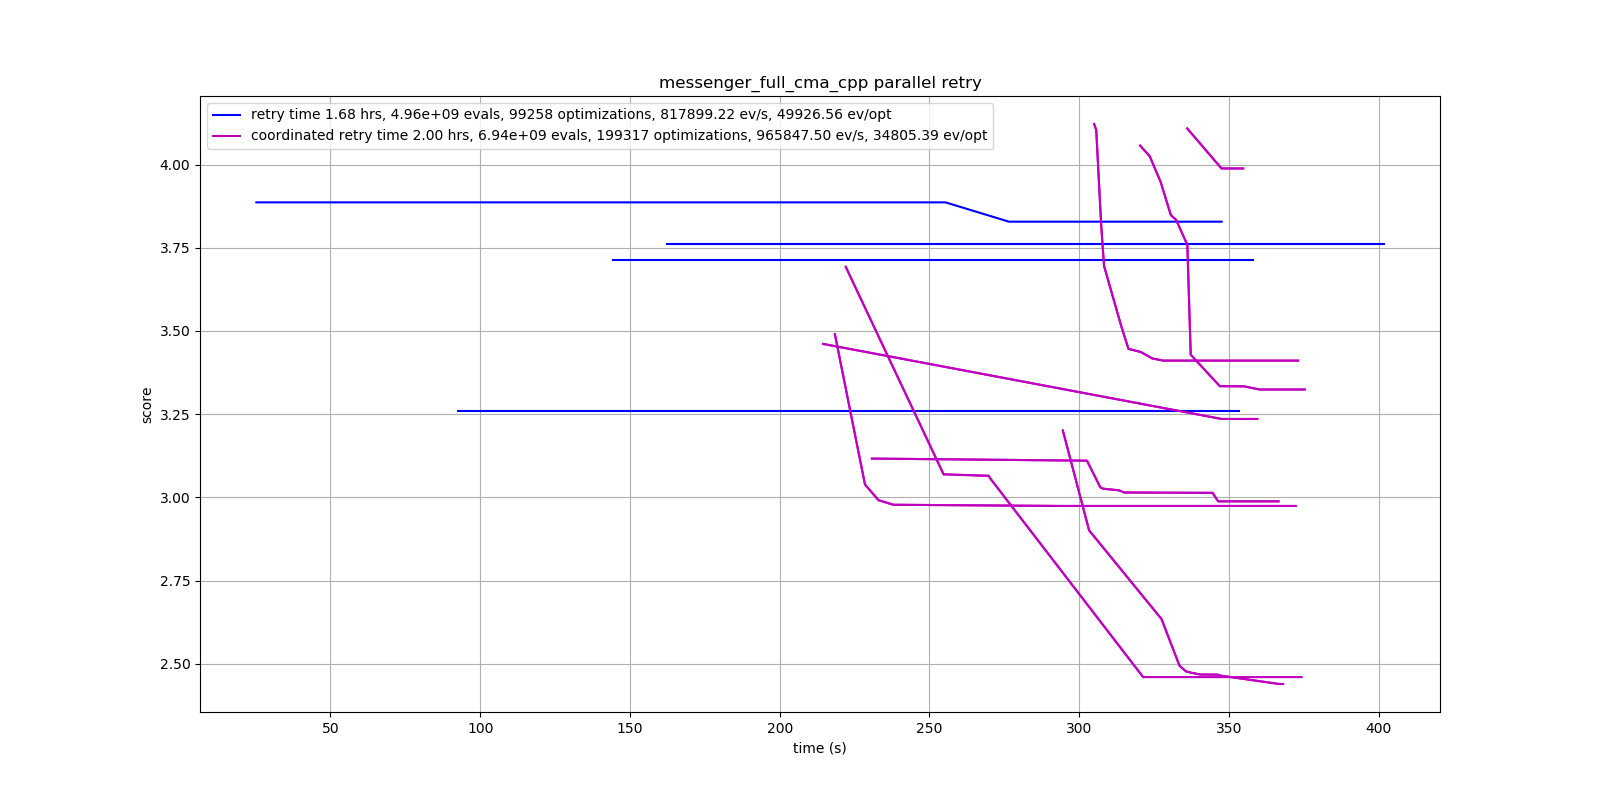 messenger_full_cma_cpp parallel retry
retry time 1.68 hrs, 4.96e+09 evals, 99258 optimizations, 817899.22 ev/s, 49926.56 ev/opt
coordinated retry time 2.00 hrs, 6.94e+09 evals, 199317 optimizations, 965847.50 ev/s, 34805.39 ev/opt
4.00
3.75
3.50
3.25
3.00
2.75
2.50
score
50 100 150 200 250 300 350 400
time (s)